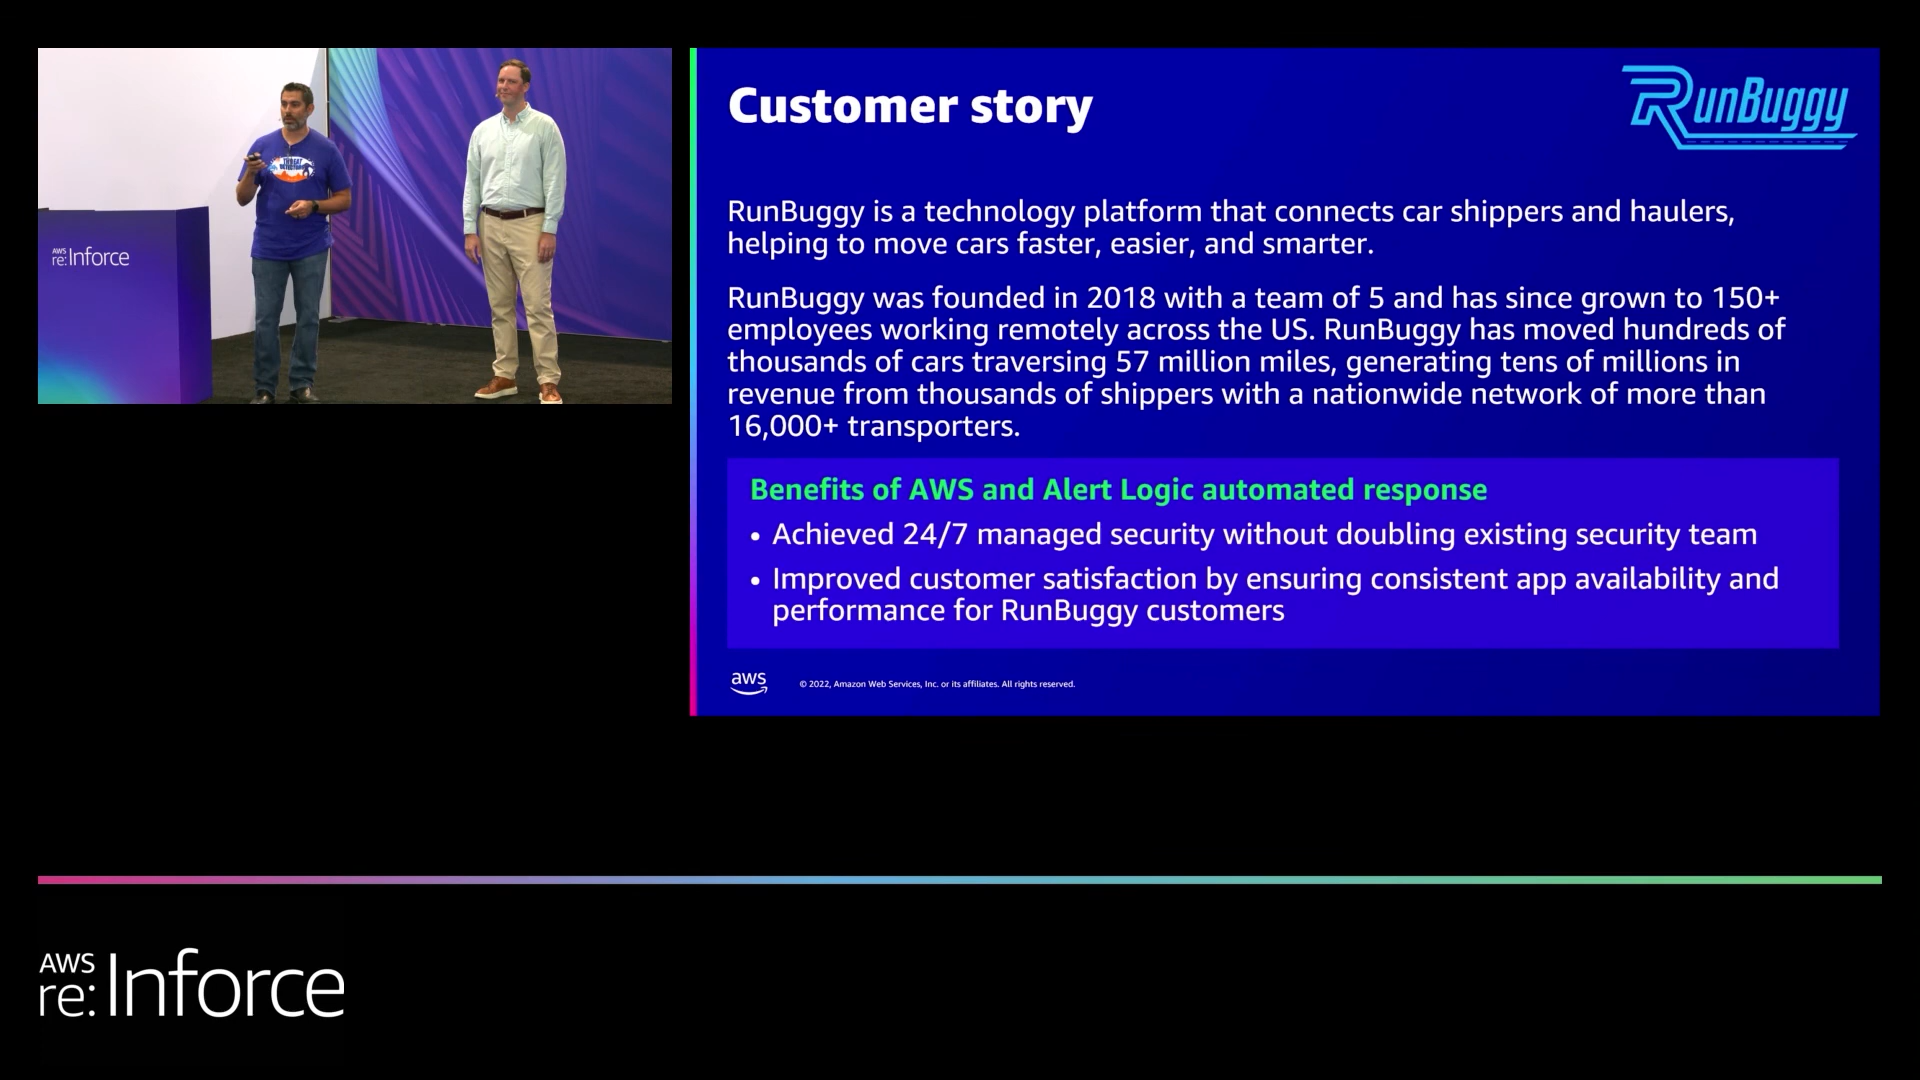 AWS
re:Inforce
THREAT
DETECTION
Customer story
RunBuggy
RunBuggy is a technology platform that connects car shippers and haulers,
helping to move cars faster, easier, and smarter.
RunBuggy was founded in 2018 with a team of 5 and has since grown to 150+
employees working remotely across the US. RunBuggy has moved hundreds of
thousands of cars traversing 57 million miles, generating tens of millions in
revenue from thousands of shippers with a nationwide network of more than
16,000+ transporters.
Benefits of AWS and Alert Logic automated response
• Achieved 24/7 managed security without doubling existing security team
• Improved customer satisfaction by ensuring consistent app availability and
performance for RunBuggy customers
aws
© 2022, Amazon Web Services, Inc. or its affiliates. All rights reserved.
AWS
re:Inforce